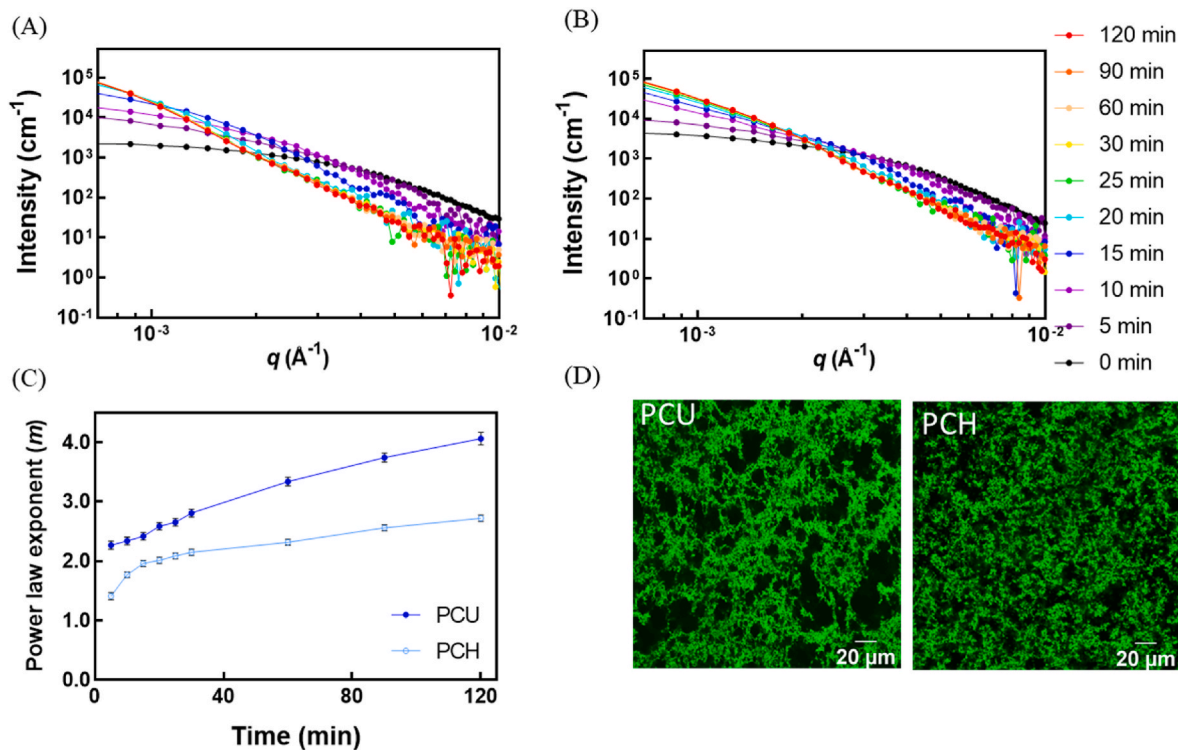 (A)
Intensity (cm⁻¹)
10⁵
10⁴
10³
10²
10¹
10⁰
10⁻¹
10⁻³
10⁻²
q (Å⁻¹)
(B)
Intensity (cm⁻¹)
10⁵
10⁴
10³
10²
10¹
10⁰
10⁻¹
10⁻³
10⁻²
q (Å⁻¹)
120 min
90 min
60 min
30 min
25 min
20 min
15 min
10 min
5 min
0 min
(C)
Power law exponent (m)
4.0
3.0
2.0
1.0
0.0
0
40
80
120
Time (min)
PCU
PCH
(D)
PCU
20 µm
PCH
20 µm